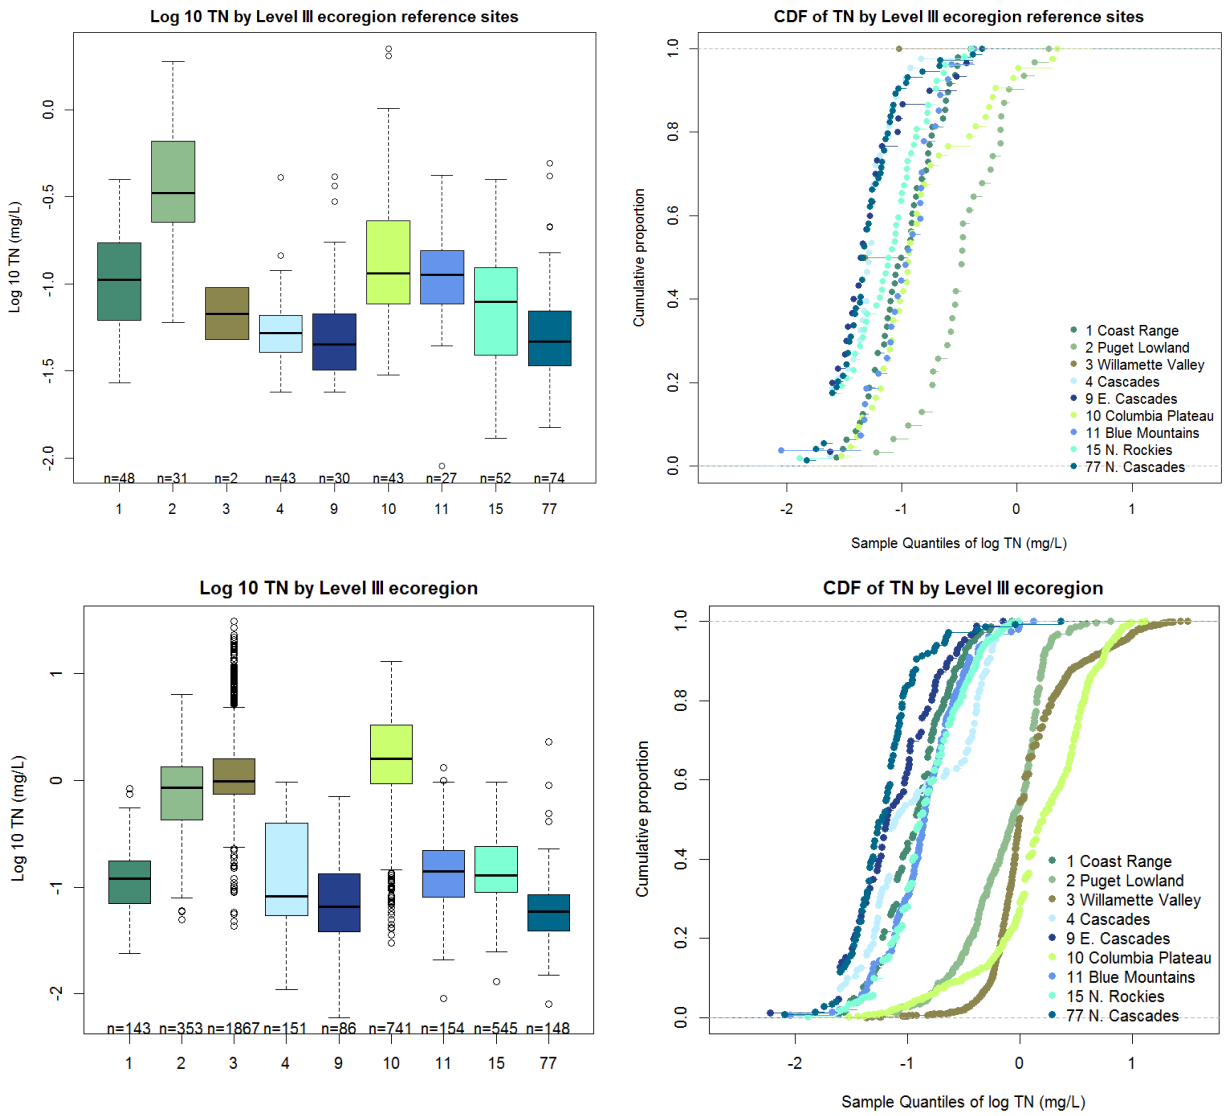 Log 10 TN by Level III ecoregion reference sites
Log 10 TN (mg/L)
0.0
-0.5
-1.0
-1.5
-2.0
n=48 n=31 n=2 n=43 n=30 n=43 n=27 n=52 n=74
1 2 3 4 9 10 11 15 77
CDF of TN by Level III ecoregion reference sites
Cumulative proportion
1.0
0.8
0.6
0.4
0.2
0.0
1 Coast Range
2 Puget Lowland
3 Willamette Valley
4 Cascades
9 E. Cascades
10 Columbia Plateau
11 Blue Mountains
15 N. Rockies
77 N. Cascades
-2 -1 0 1
Sample Quantiles of log TN (mg/L)
Log 10 TN by Level III ecoregion
Log 10 TN (mg/L)
1
0
-1
-2
n=143 n=353 n=1867 n=151 n=86 n=741 n=154 n=545 n=148
1 2 3 4 9 10 11 15 77
CDF of TN by Level III ecoregion
Cumulative proportion
1.0
0.8
0.6
0.4
0.2
0.0
1 Coast Range
2 Puget Lowland
3 Willamette Valley
4 Cascades
9 E. Cascades
10 Columbia Plateau
11 Blue Mountains
15 N. Rockies
77 N. Cascades
-2 -1 0 1
Sample Quantiles of log TN (mg/L)